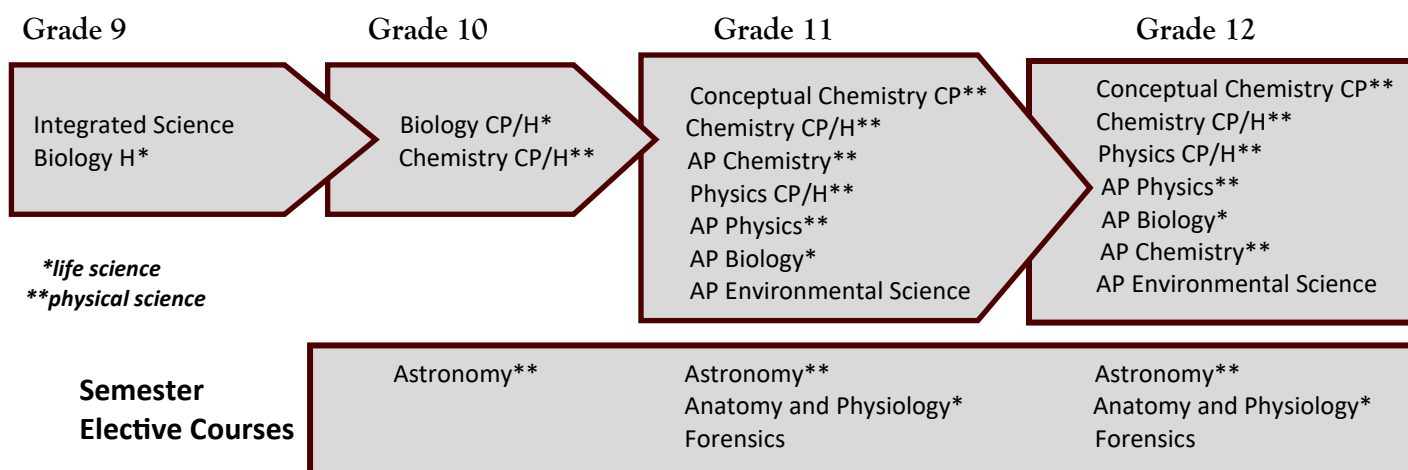 Grade 9
Grade 10
Grade 11
Grade 12
Integrated Science
Biology H*
Biology CP/H*
Chemistry CP/H**
Conceptual Chemistry CP**
Chemistry CP/H**
AP Chemistry**
Physics CP/H**
AP Physics**
AP Biology*
AP Environmental Science
Conceptual Chemistry CP**
Chemistry CP/H**
Physics CP/H**
AP Physics**
AP Biology*
AP Chemistry**
AP Environmental Science
*life science
**physical science
Semester
Elective Courses
Astronomy**
Astronomy**
Anatomy and Physiology*
Forensics
Astronomy**
Anatomy and Physiology*
Forensics